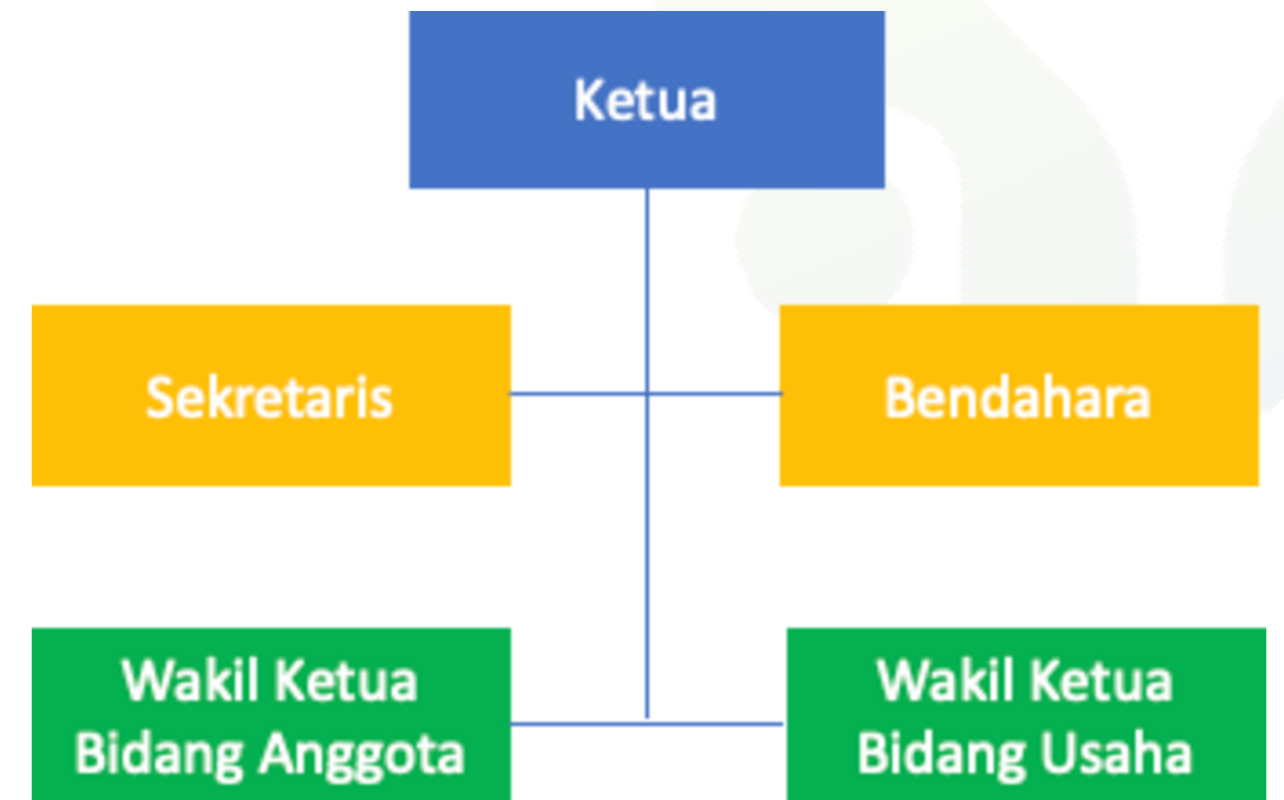 Ketua
Sekretaris
Bendahara
Wakil Ketua
Bidang Anggota
Wakil Ketua
Bidang Usaha